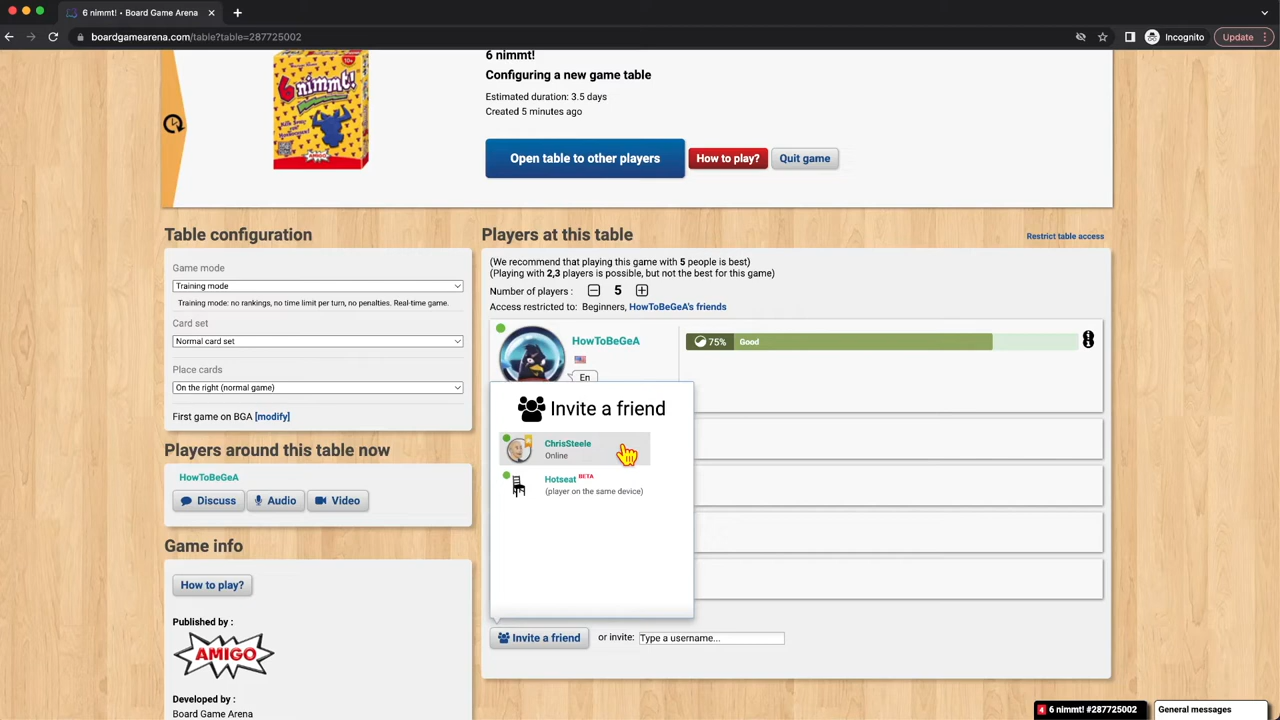 6 nimmt! • Board Game Arena
boardgamearena.com/table?table=287725002
Incognito
Update
6 nimmt!
6 nimmt!
Configuring a new game table
Estimated duration: 3.5 days
Created 5 minutes ago
AMIGO
Open table to other players
How to play?
Quit game
Table configuration
Game mode
Training mode
Training mode: no rankings, no time limit per turn, no penalties. Real-time game.
Card set
Normal card set
Place cards
On the right (normal game)
First game on BGA [modify]
Players around this table now
HowToBeGeA
Discuss
Audio
Video
Game info
How to play?
Published by :
AMIGO
Developed by :
Board Game Arena
Players at this table
Restrict table access
(We recommend that playing this game with 5 people is best)
(Playing with 2,3 players is possible, but not the best for this game)
Number of players : 5
Access restricted to: Beginners, HowToBeGeA's friends
HowToBeGeA
75% Good
En
Invite a friend
ChrisSteele
Online
Hotseat BETA
(player on the same device)
Invite a friend or invite: Type a username...
4 6 nimmt! #287725002
General messages